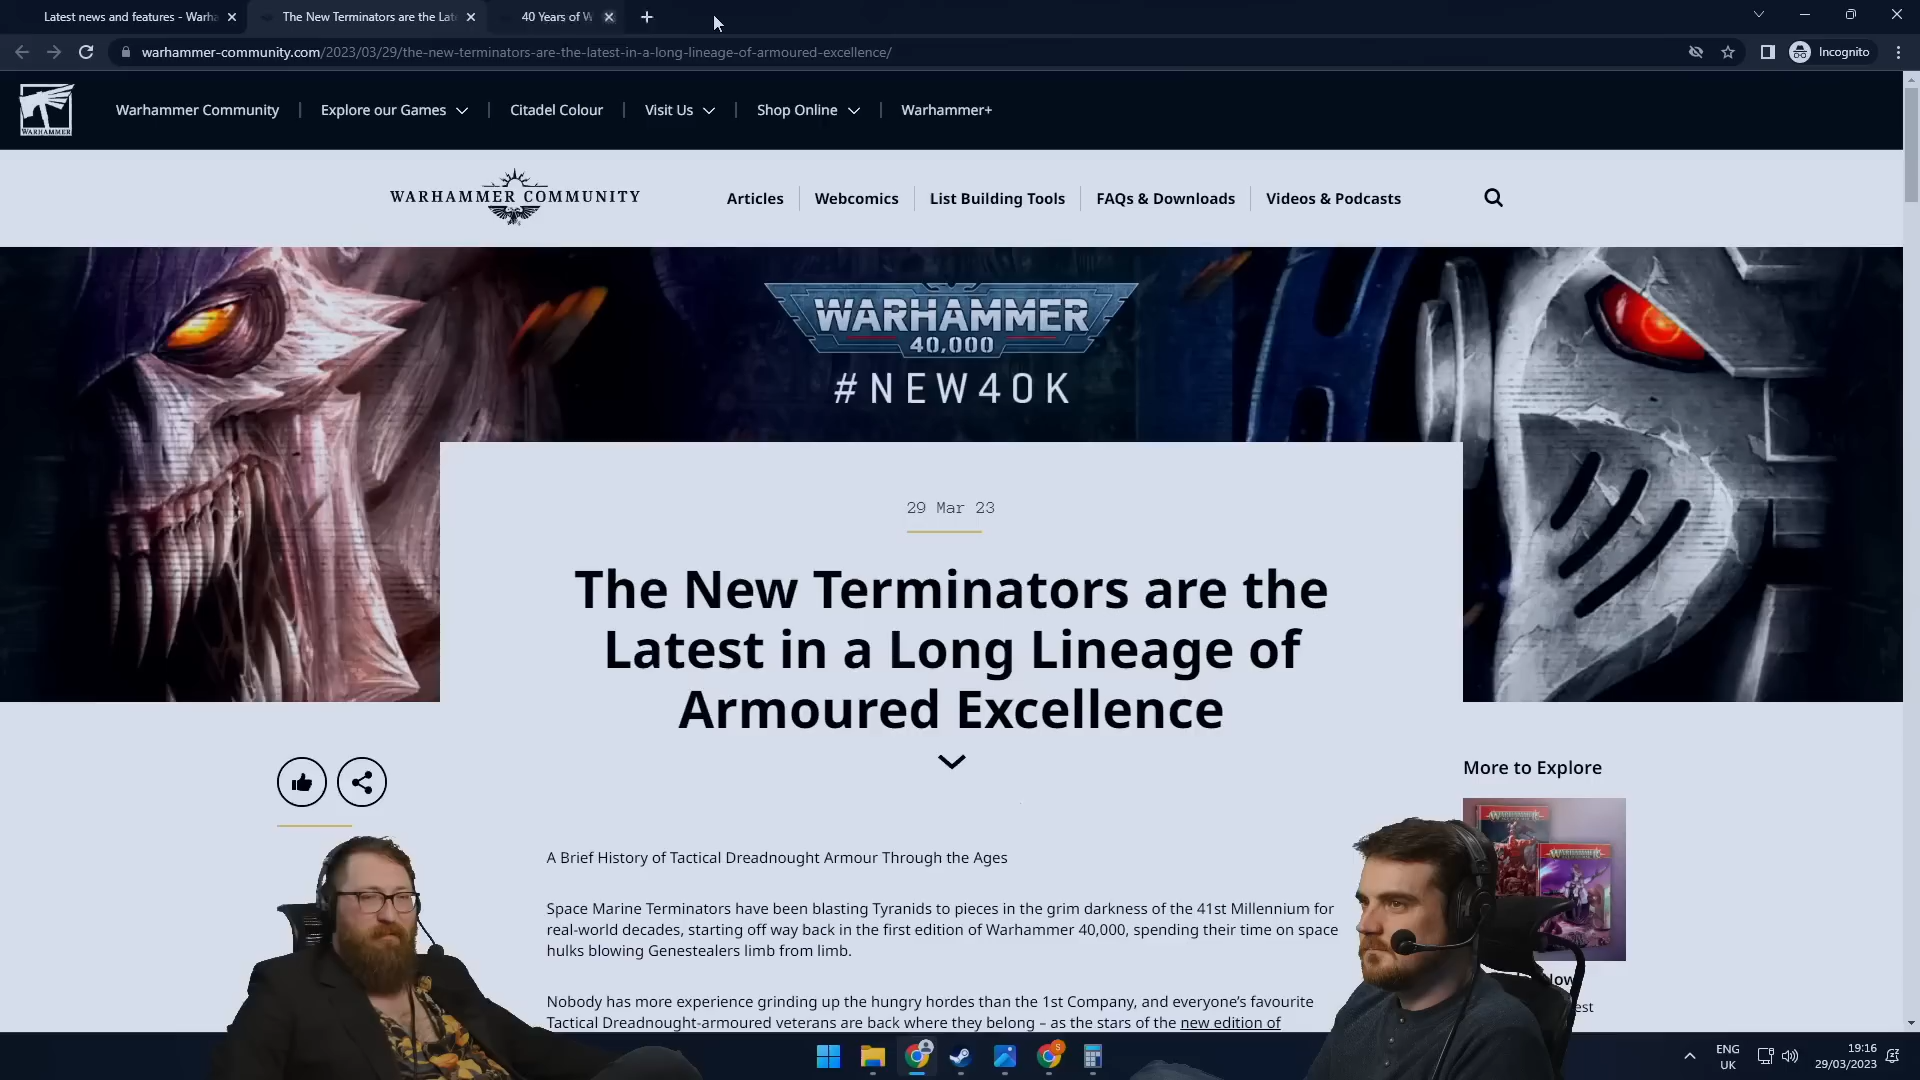 Latest news and features - Warha
The New Terminators are the Lat
40 Years of W
warhammer-community.com/2023/03/29/the-new-terminators-are-the-latest-in-a-long-lineage-of-armoured-excellence/
Incognito
WARHAMMER
Warhammer Community
Explore our Games
Citadel Colour
Visit Us
Shop Online
Warhammer+
WARHAMMER COMMUNITY
Articles
Webcomics
List Building Tools
FAQs & Downloads
Videos & Podcasts
WARHAMMER
40,000
#NEW40K
29 Mar 23
The New Terminators are the
Latest in a Long Lineage of
Armoured Excellence
More to Explore
A Brief History of Tactical Dreadnought Armour Through the Ages
Space Marine Terminators have been blasting Tyranids to pieces in the grim darkness of the 41st Millennium for
real-world decades, starting off way back in the first edition of Warhammer 40,000, spending their time on space
hulks blowing Genestealers limb from limb.
Nobody has more experience grinding up the hungry hordes than the 1st Company, and everyone's favourite
Tactical Dreadnought-armoured veterans are back where they belong – as the stars of the new edition of
ENG
UK
19:16
29/03/2023